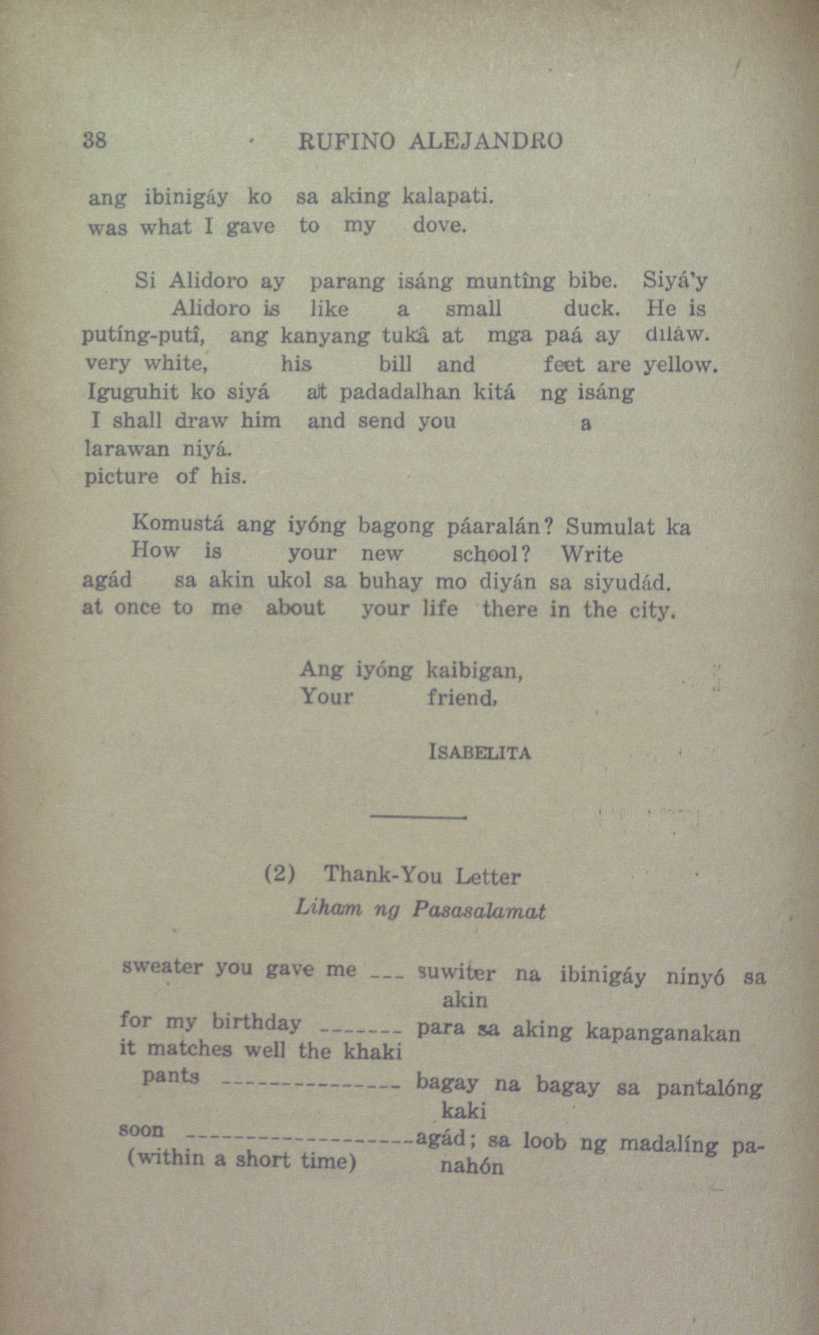 38 RUFINO ALEJANDRO
ang ibinigáy ko sa aking kalapati.
was what I gave to my dove.
Si Alidoro ay parang isáng muntîng bibe. Siyá'y
Alidoro is like a small duck. He is
putíng-putî, ang kanyang tukâ at mga paá ay diláw.
very white, his bill and feet are yellow.
Iguguhit ko siyá at padadalhan kitá ng isáng
I shall draw him and send you a
larawan niyá.
picture of his.
Komustá ang iyóng bagong páaralán? Sumulat ka
How is your new school? Write
agád sa akin ukol sa buhay mo diyán sa siyudád.
at once to me about your life there in the city.
Ang iyóng kaibigan,
Your friend,
ISABELITA
(2) Thank-You Letter
Liham ng Pasasalamat
sweater you gave me ___ suwiter na ibinigáy ninyó sa
akin
for my birthday _______ para sa aking kapanganakan
it matches well the khaki
pants _______________ bagay na bagay sa pantalóng
kaki
soon ___________________agád; sa loob ng madalíng pa-
(within a short time) nahón